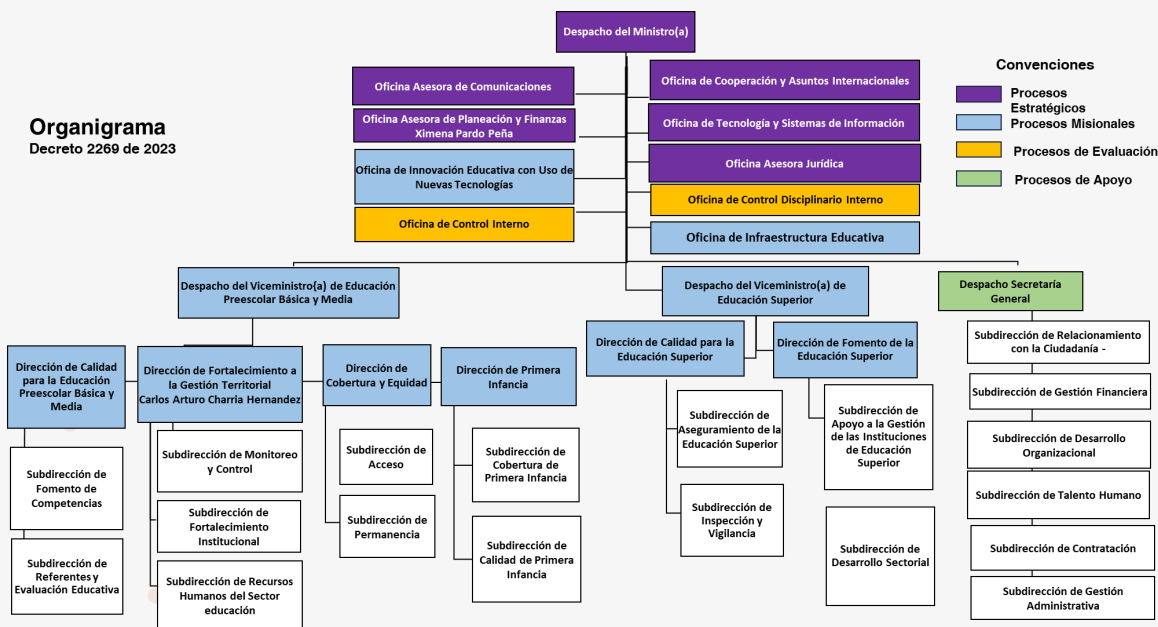 Despacho del Ministro(a)
Oficina Asesora de Comunicaciones
Oficina de Cooperación y Asuntos Internacionales
Convenciones
Procesos
Estratégicos
Procesos Misionales
Procesos de Evaluación
Procesos de Apoyo
Organigrama
Decreto 2269 de 2023
Oficina Asesora de Planeación y Finanzas
Ximena Pardo Peña
Oficina de Tecnología y Sistemas de Información
Oficina de Innovación Educativa con Uso de
Nuevas Tecnologías
Oficina Asesora Jurídica
Oficina de Control Interno
Oficina de Control Disciplinario Interno
Oficina de Infraestructura Educativa
Despacho del Viceministro(a) de Educación
Preescolar Básica y Media
Despacho del Viceministro(a) de
Educación Superior
Despacho Secretaría
General
Dirección de Calidad
para la Educación
Preescolar Básica y
Media
Dirección de Fortalecimiento a
la Gestión Territorial
Carlos Arturo Charria Hernandez
Dirección de
Cobertura y Equidad
Dirección de Primera
Infancia
Dirección de Calidad para
la Educación Superior
Dirección de Fomento de la
Educación Superior
Subdirección de Relacionamiento
con la Ciudadanía -
Subdirección de Gestión Financiera
Subdirección de Desarrollo
Organizacional
Subdirección de Talento Humano
Subdirección de Contratación
Subdirección de Gestión
Administrativa
Subdirección de
Fomento de
Competencias
Subdirección de
Referentes y
Evaluación Educativa
Subdirección de Monitoreo
y Control
Subdirección de
Fortalecimiento
Institucional
Subdirección de Recursos
Humanos del Sector
educación
Subdirección de
Acceso
Subdirección de
Permanencia
Subdirección de
Cobertura de
Primera Infancia
Subdirección de
Calidad de Primera
Infancia
Subdirección de
Aseguramiento de la
Educación Superior
Subdirección de
Inspección y
Vigilancia
Subdirección de
Apoyo a la Gestión
de las Instituciones
de Educación
Superior
Subdirección de
Desarrollo Sectorial